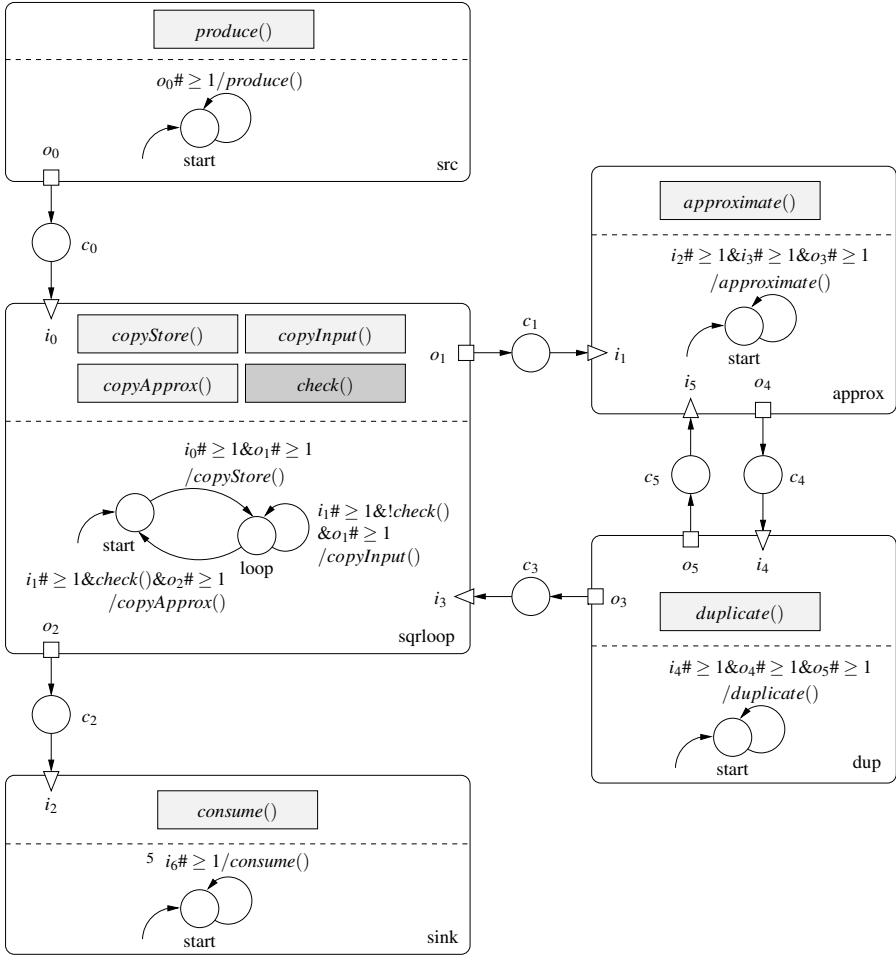 produce()
o0# ≥ 1/produce()
start
o0
src
c0
i0
copyStore()
copyInput()
copyApprox()
check()
o1
i0# ≥ 1&o1# ≥ 1
/copyStore()
start
loop
i1# ≥ 1&!check()
&o1# ≥ 1
/copyInput()
i1# ≥ 1&check()&o2# ≥ 1
/copyApprox()
i3
o2
sqrloop
c1
i1
approximate()
i2# ≥ 1&i3# ≥ 1&o3# ≥ 1
/approximate()
start
i5
o4
approx
c5
c4
c3
o3
o5
i4
duplicate()
i4# ≥ 1&o4# ≥ 1&o5# ≥ 1
/duplicate()
start
dup
c2
i2
consume()
5 i6# ≥ 1/consume()
start
sink